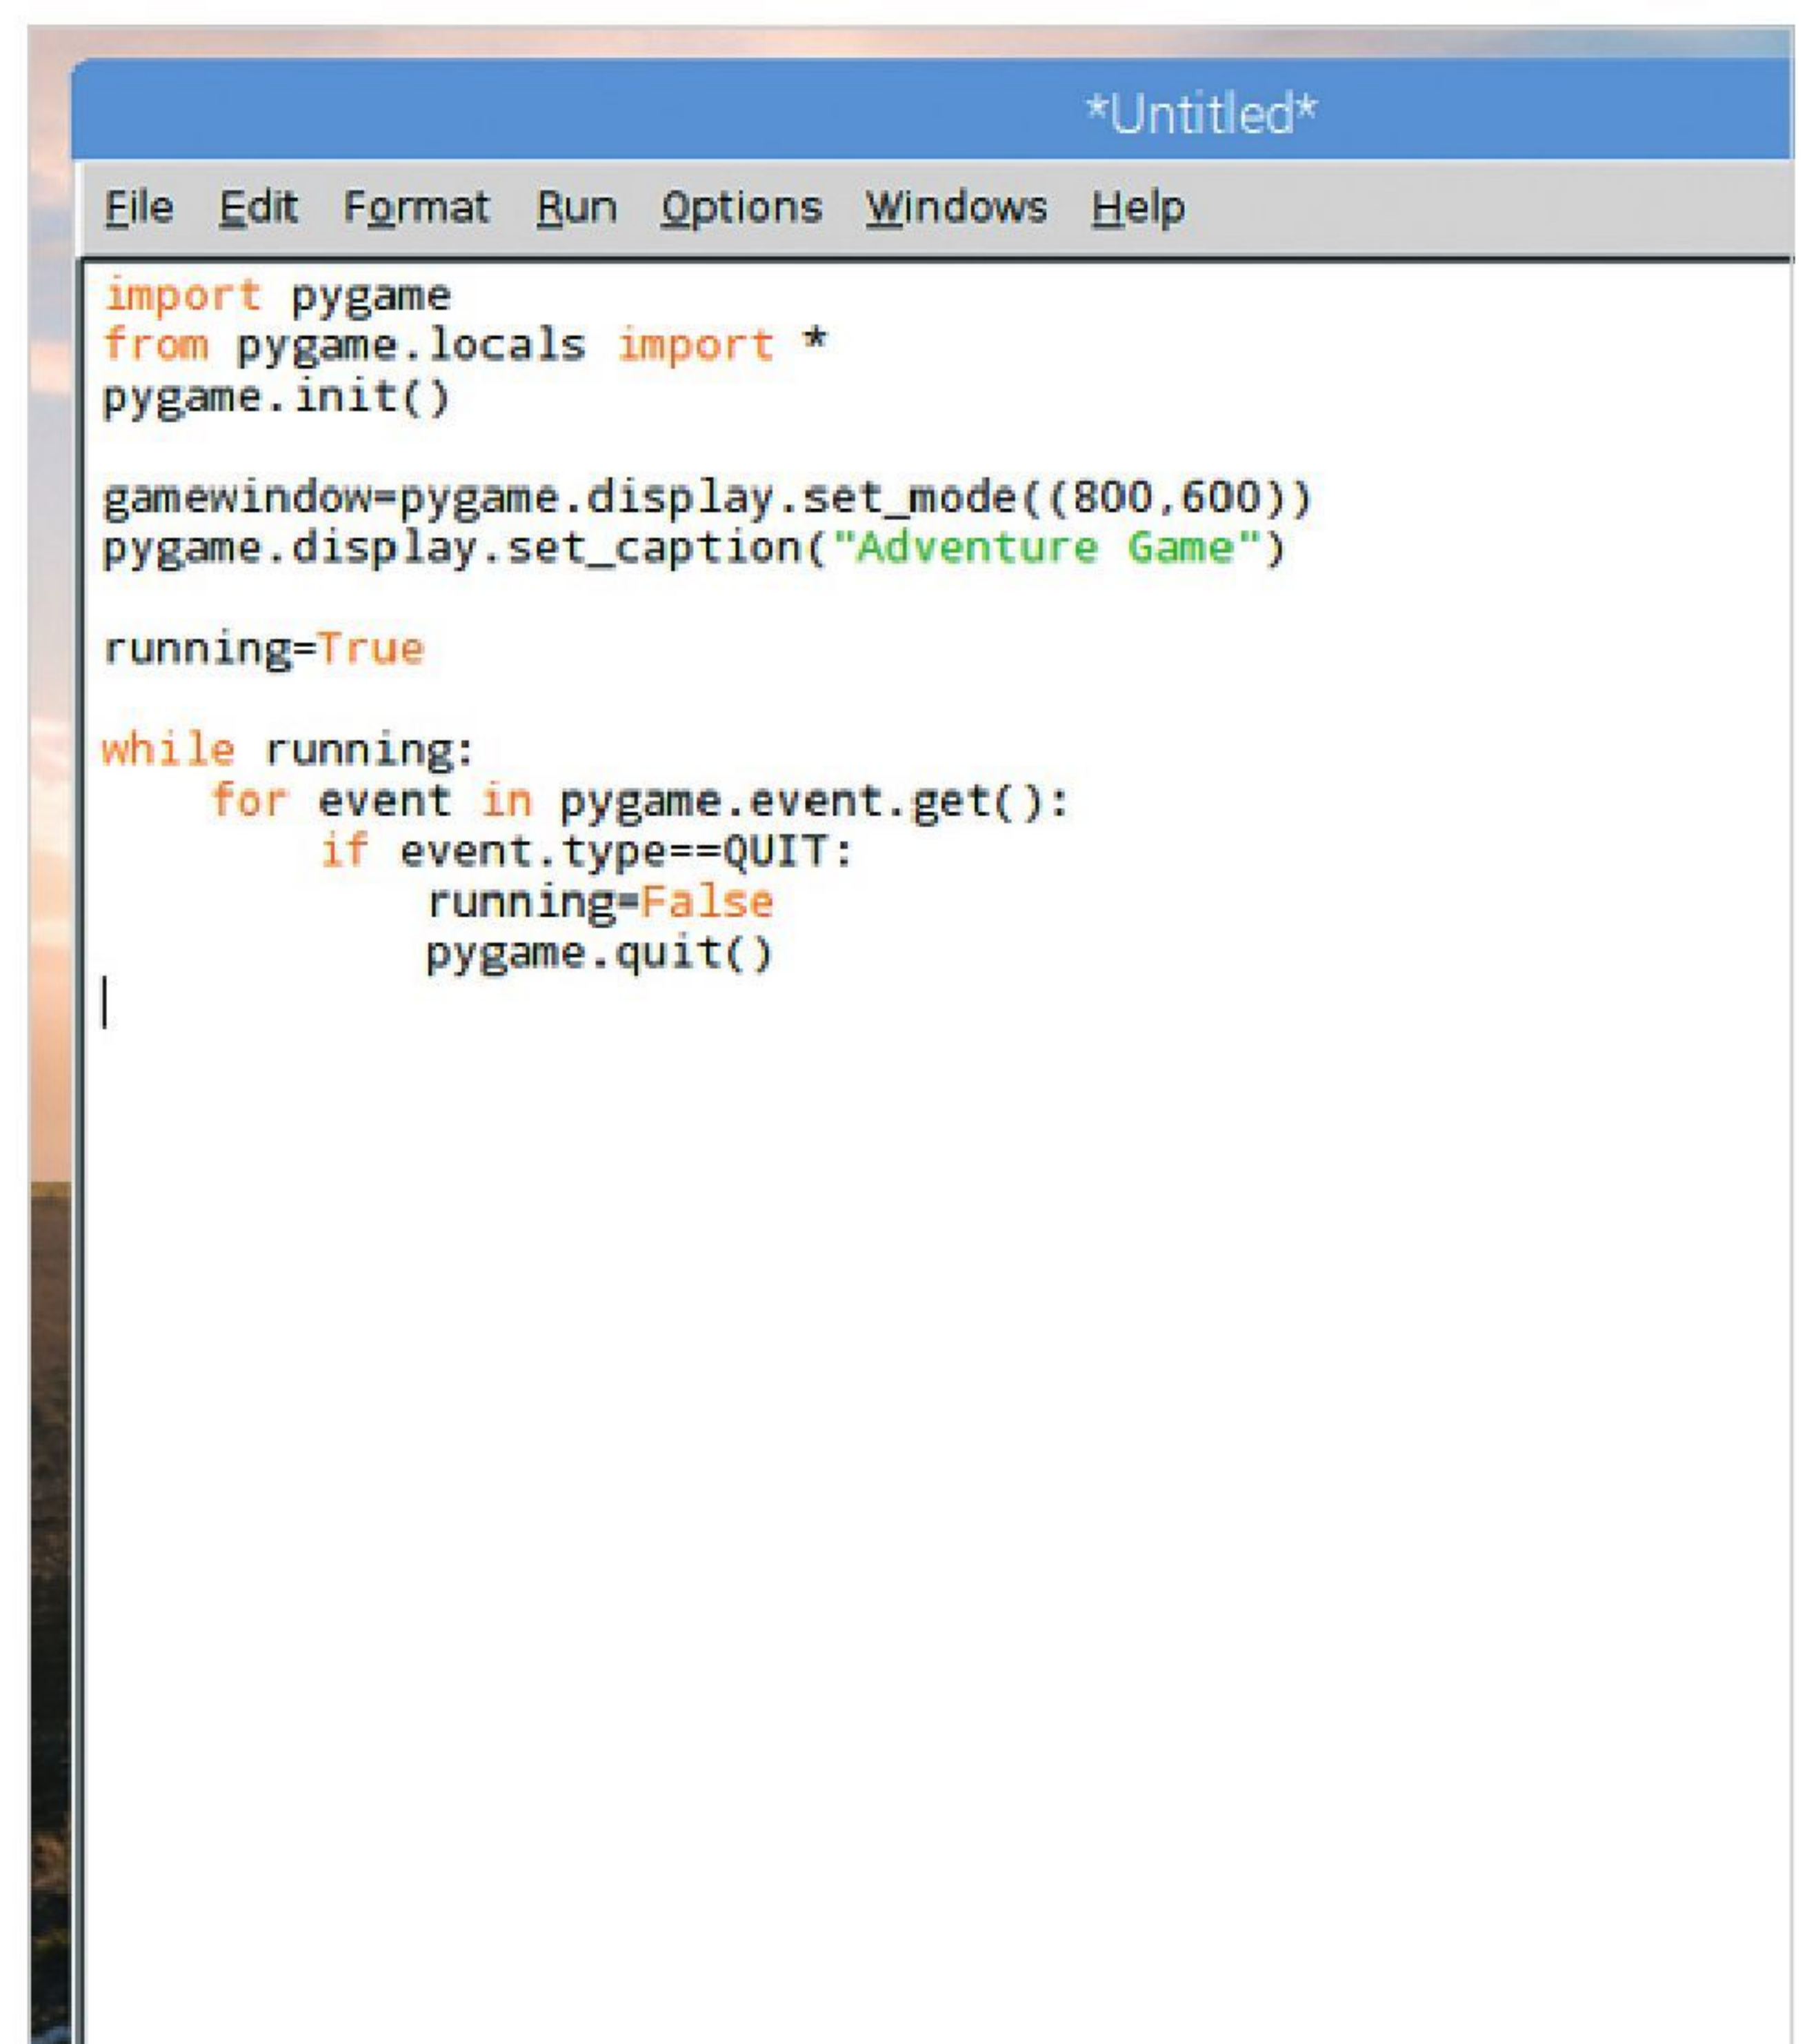 *Untitled*
File Edit Format Run Options Windows Help
import pygame
from pygame.locals import *
pygame.init()
gamewindow=pygame.display.set_mode((800,600))
pygame.display.set_caption("Adventure Game")
running=True
while running:
    for event in pygame.event.get():
        if event.type==QUIT:
            running=False
            pygame.quit()